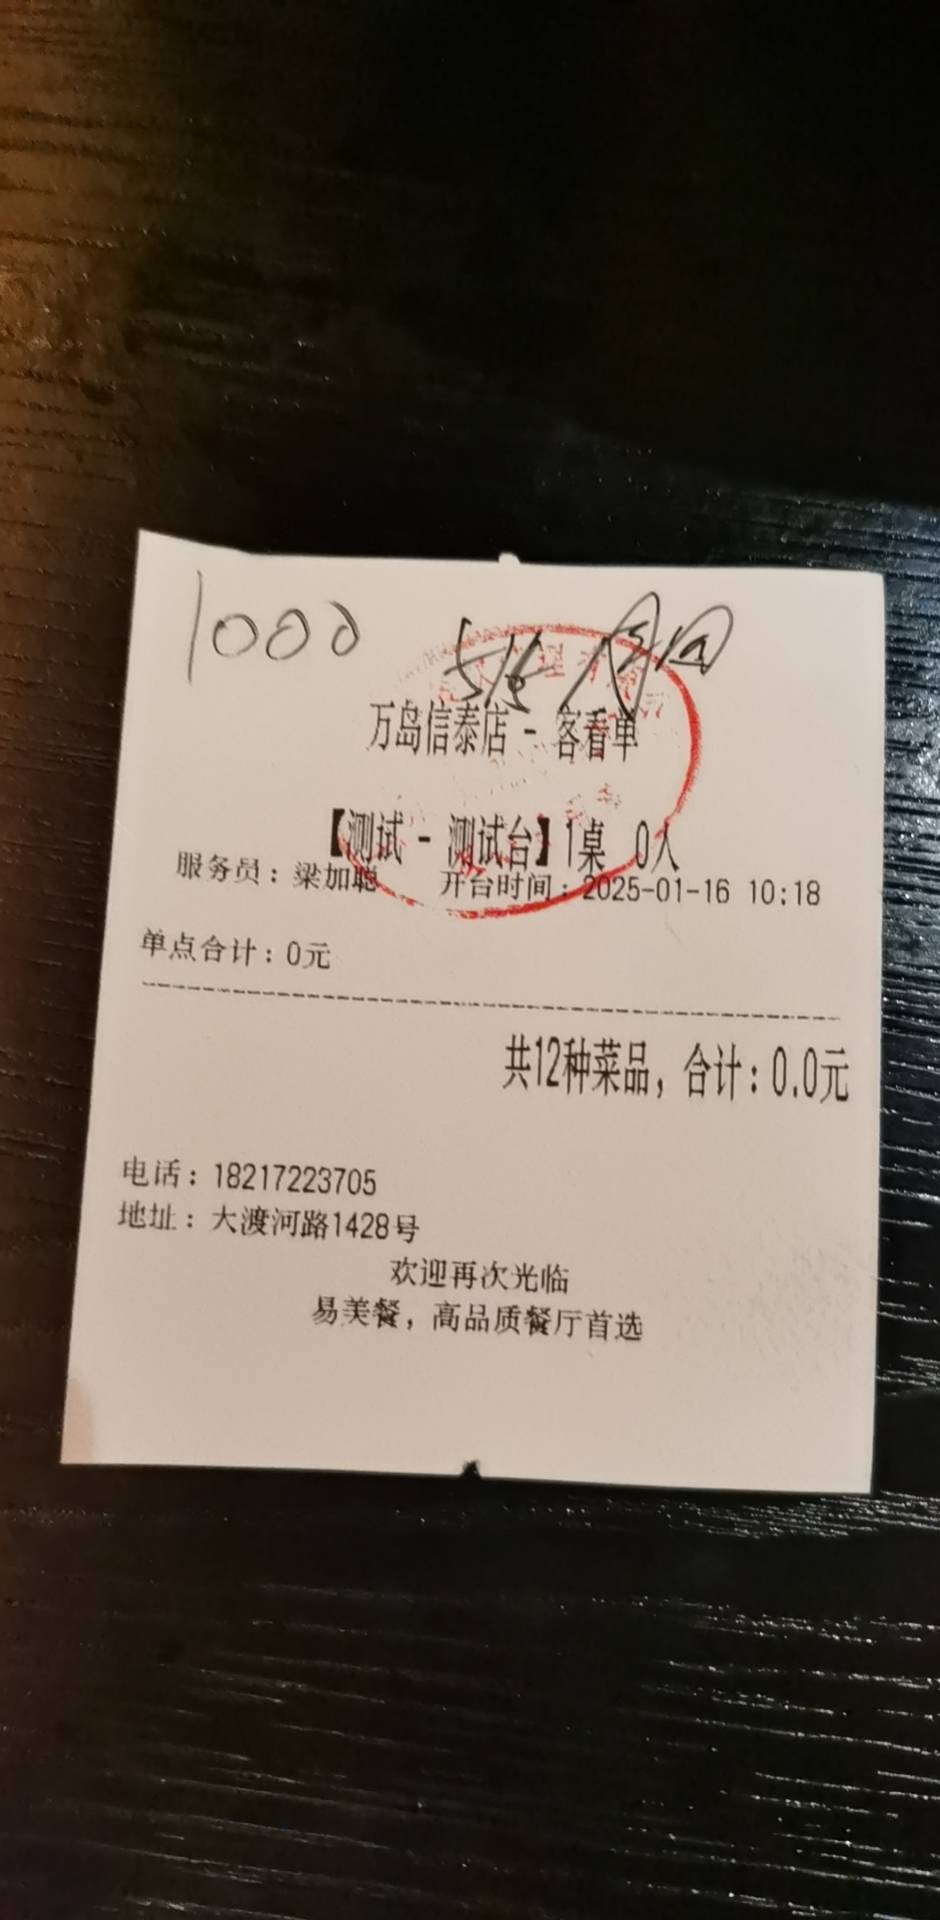 1000
万岛信泰店 - 客看单
【测试 - 测试台】1桌 0人
服务员：梁加聪 开台时间：2025-01-16 10:18
单点合计：0元
共12种菜品，合计：0.0元
电话：18217223705
地址：大渡河路1428号
欢迎再次光临
易美餐，高品质餐厅首选